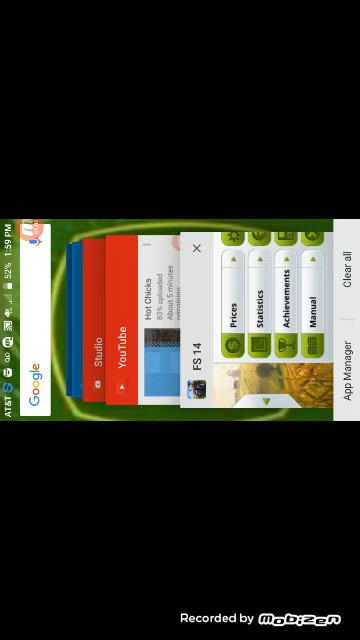 AT&T
52% 1:59 PM
Google
Studio
YouTube
Hot Chicks
80% uploaded
About 5 minutes
remaining
FS 14
Prices
Statistics
Achievements
Manual
App Manager
Clear all
Recorded by Mobizen